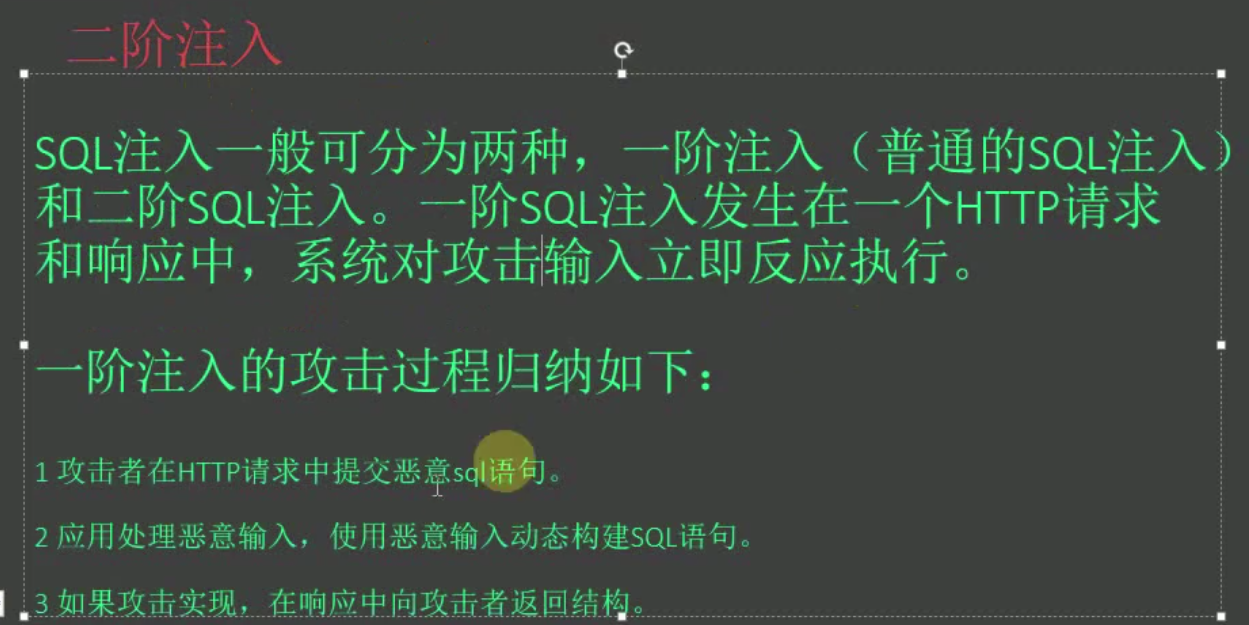 二阶注入
SQL注入一般可分为两种，一阶注入（普通的SQL注入）
和二阶SQL注入。一阶SQL注入发生在一个HTTP请求
和响应中，系统对攻击输入立即反应执行。
一阶注入的攻击过程归纳如下：
1 攻击者在HTTP请求中提交恶意sql语句。
2 应用处理恶意输入，使用恶意输入动态构建SQL语句。
3 如果攻击实现，在响应中向攻击者返回结构。